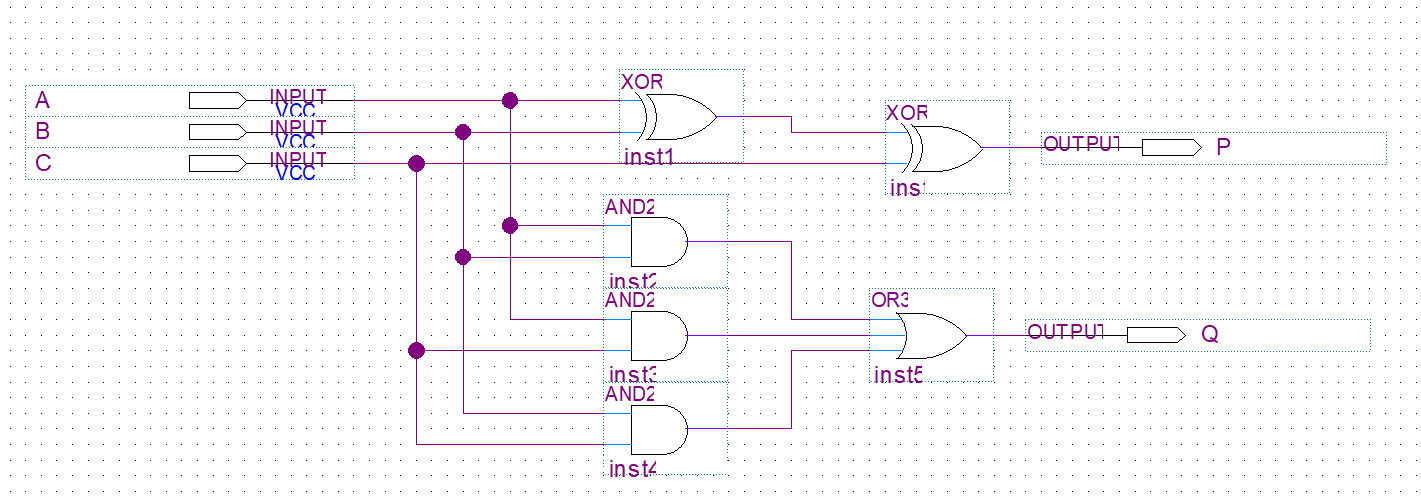 A INPUT VCC
B INPUT VCC
C INPUT VCC
XOR
inst1
XOR
inst
OUTPUT P
AND2
inst2
AND2
inst3
AND2
inst4
OR3
inst5
OUTPUT Q